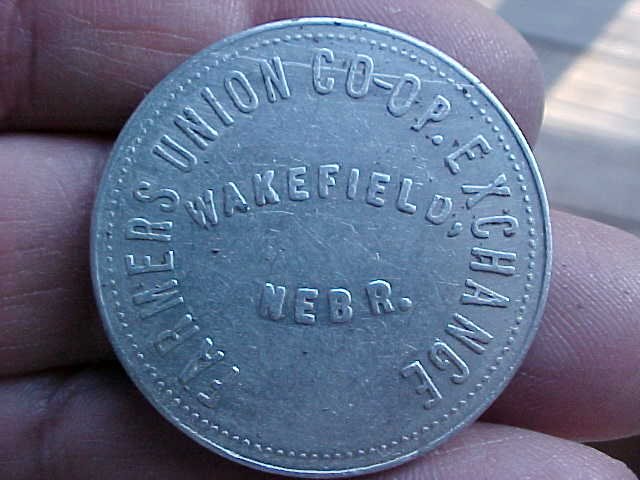 FARMERS UNION CO-OP. EXCHANGE
WAKEFIELD,
NEBR.